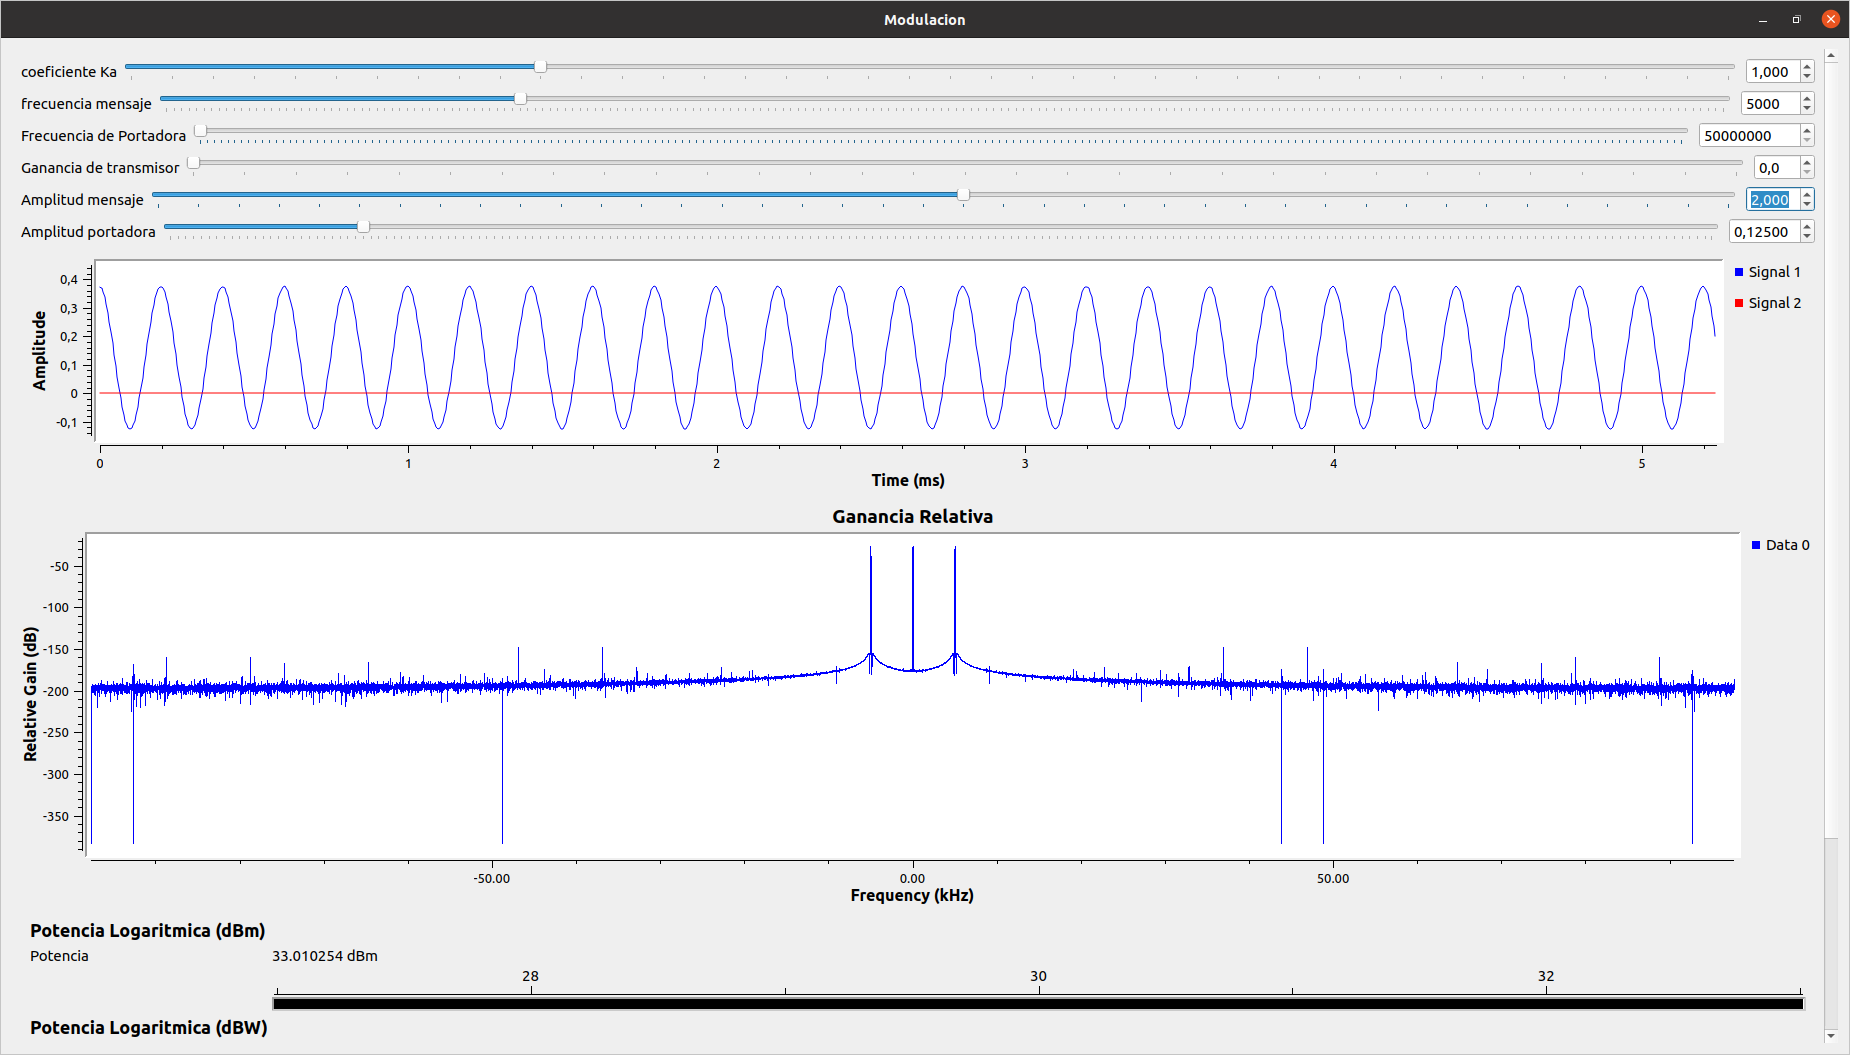 Modulacion
coeficiente Ka 1,000
frecuencia mensaje 5000
Frecuencia de Portadora 50000000
Ganancia de transmisor 0,0
Amplitud mensaje 2,000
Amplitud portadora 0,12500
Signal 1
Signal 2
0,4
0,3
0,2
0,1
0
-0,1
Amplitude
0 1 2 3 4 5
Time (ms)
Ganancia Relativa
Data 0
-50
-100
-150
-200
-250
-300
-350
Relative Gain (dB)
-50.00 0.00 50.00
Frequency (kHz)
Potencia Logaritmica (dBm)
Potencia 33.010254 dBm
28 30 32
Potencia Logaritmica (dBW)